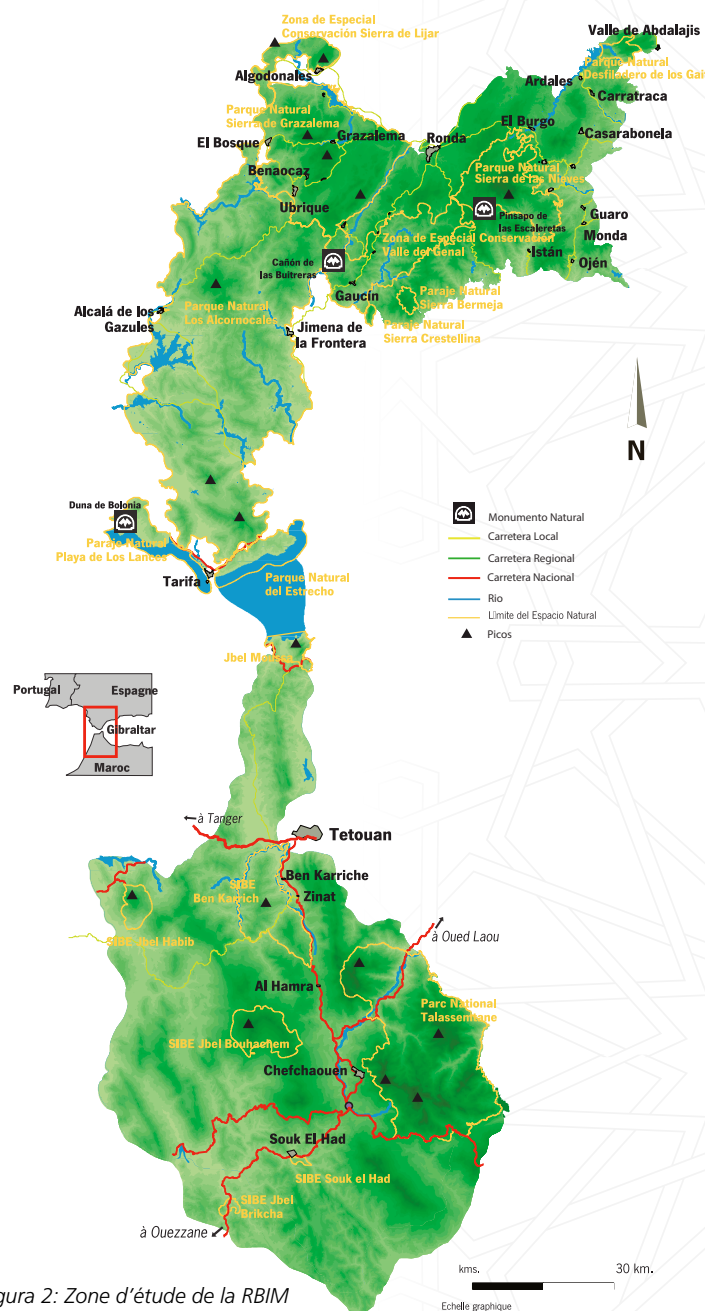 Zona de Especial
Conservación Sierra de Lijar
Valle de Abdalajis
Algodonales
Parque Natural
Desfiladero de los Gait
Ardales
Carratraca
Parque Natural
Sierra de Grazalema
El Bosque
Grazalema
Ronda
El Burgo
Casarabonela
Benaocaz
Parque Natural
Sierra de las Nieves
Ubrique
Pinsapo de
las Escaleretas
Guaro
Monda
Zona de Especial Conservación
Valle del Genal
Istán
Ojén
Cañón de
las Buitreras
Gaucín
Paraje Natural
Sierra Bermeja
Parque Natural
Los Alcornocales
Alcalá de los
Gazules
Jimena de
la Frontera
Paraje Natural
Sierra Crestellina
N
Duna de Bolonia
Paraje Natural
Playa de Los Lances
Tarifa
Parque Natural
del Estrecho
Monumento Natural
Carretera Local
Carretera Regional
Carretera Nacional
Rio
Límite del Espacio Natural
Picos
Jbel Moussa
Portugal
Espagne
Gibraltar
Maroc
à Tanger
Tetouan
Ben Karriche
SIBE
Ben Karrich
Zinat
SIBE Jbel Habib
à Oued Laou
Al Hamra
Parc National
Talassemtane
SIBE Jbel Bouhachem
Chefchaouen
Souk El Had
SIBE Souk el Had
SIBE Jbel
Brikcha
à Ouezzane
kms.
30 km.
Echelle graphique
gura 2: Zone d’étude de la RBIM